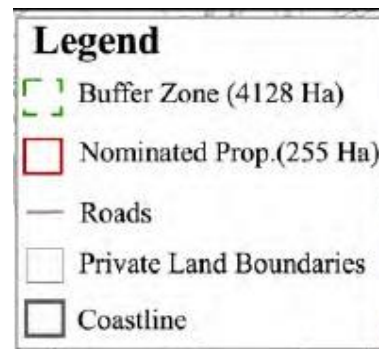 Legend
Buffer Zone (4128 Ha)
Nominated Prop.(255 Ha)
Roads
Private Land Boundaries
Coastline